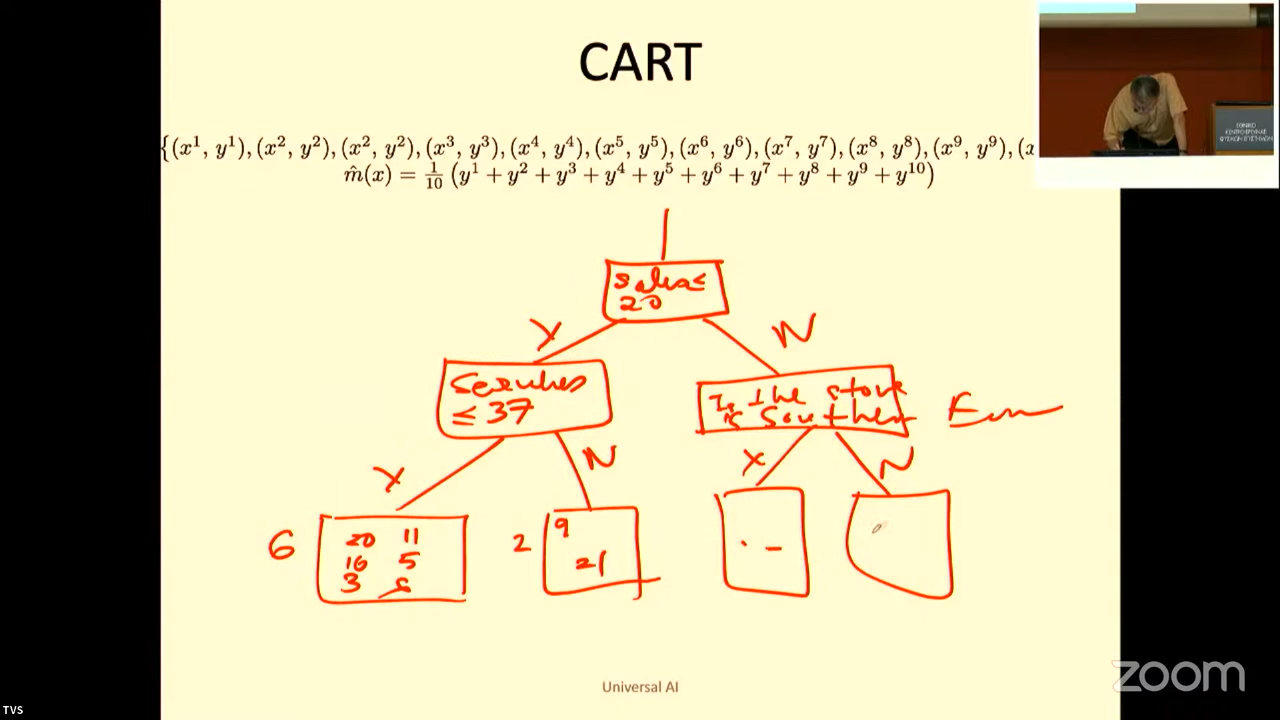 CART
{(x¹, y¹), (x², y²), (x², y²), (x³, y³), (x⁴, y⁴), (x⁵, y⁵), (x⁶, y⁶), (x⁷, y⁷), (x⁸, y⁸), (x⁹, y⁹), (x
m̂(x) = 1/10 (y¹ + y² + y³ + y⁴ + y⁵ + y⁶ + y⁷ + y⁸ + y⁹ + y¹⁰)
Sales ≤
20
Y N
Searches
≤ 37
Is the store
Southern
Y N Y N
6
20 11
16 5
3
2
9
21
Universal AI
zoom
TVS